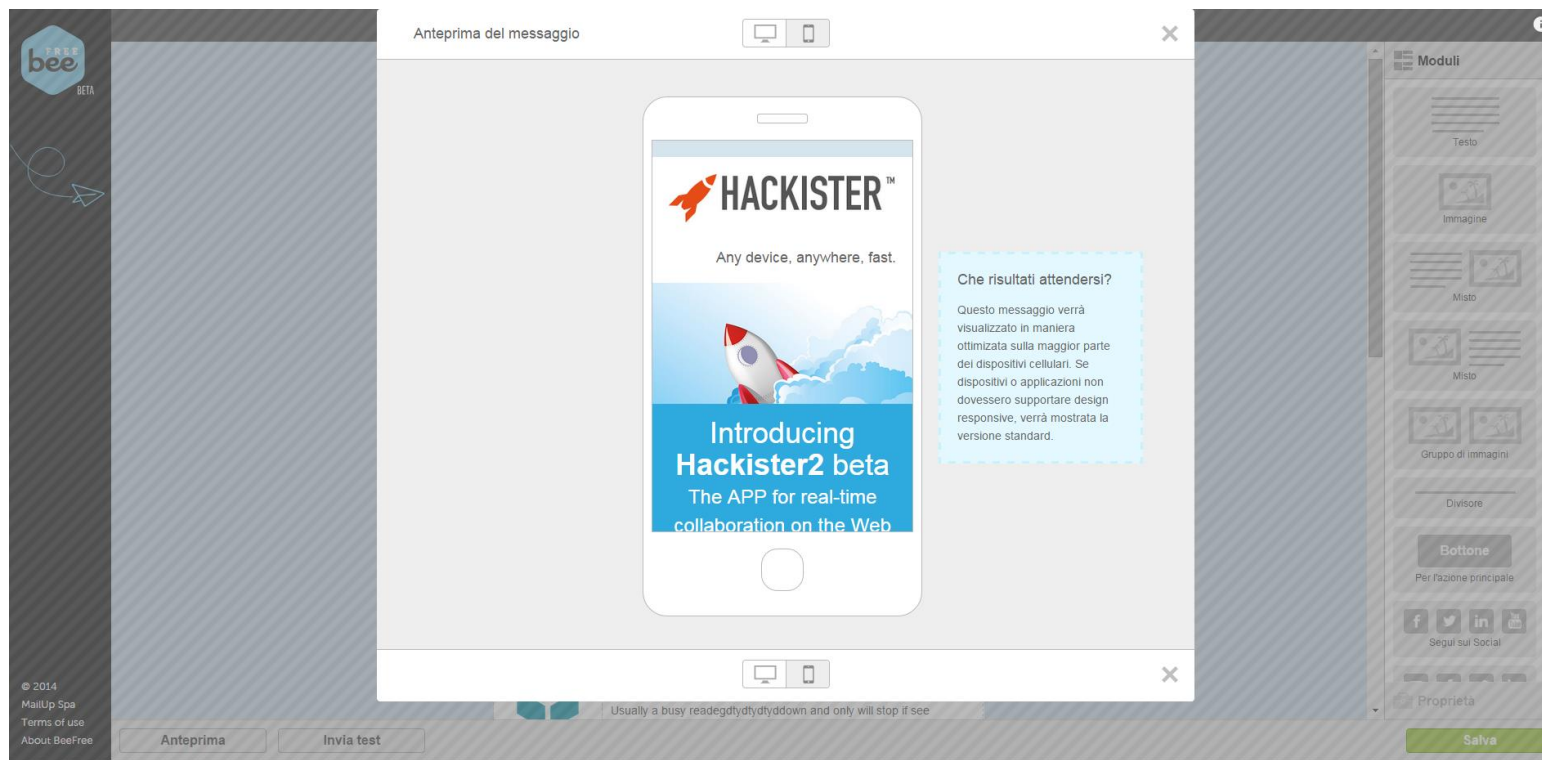 FREE
bee
BETA
Anteprima del messaggio
HACKISTER™
Any device, anywhere, fast.
Introducing
Hackister2 beta
The APP for real-time
collaboration on the Web
Che risultati attendersi?
Questo messaggio verrà
visualizzato in maniera
ottimizata sulla maggior parte
dei dispositivi cellulari. Se
dispositivi o applicazioni non
dovessero supportare design
responsive, verrà mostrata la
versione standard.
Moduli
Testo
Immagine
Misto
Misto
Gruppo di immagini
Divisore
Bottone
Per l'azione principale
Segui sui Social
Proprietà
Usually a busy readegdtydtydtyddown and only will stop if see
© 2014
MailUp Spa
Terms of use
About BeeFree
Anteprima
Invia test
Salva